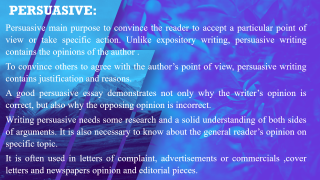 PERSUASIVE:
Persuasive main purpose to convince the reader to accept a particular point of
view or take specific action. Unlike expository writing, persuasive writing
contains the opinions of the author .
To convince others to agree with the author's point of view, persuasive writing
contains justification and reasons.
A good persuasive essay demonstrates not only why the writer's opinion is
correct, but also why the opposing opinion is incorrect.
Writing persuasive needs some research and a solid understanding of both sides
of arguments. It is also necessary to know about the general reader's opinion on
specific topic.
It is often used in letters of complaint, advertisements or commercials ,cover
letters and newspapers opinion and editorial pieces.